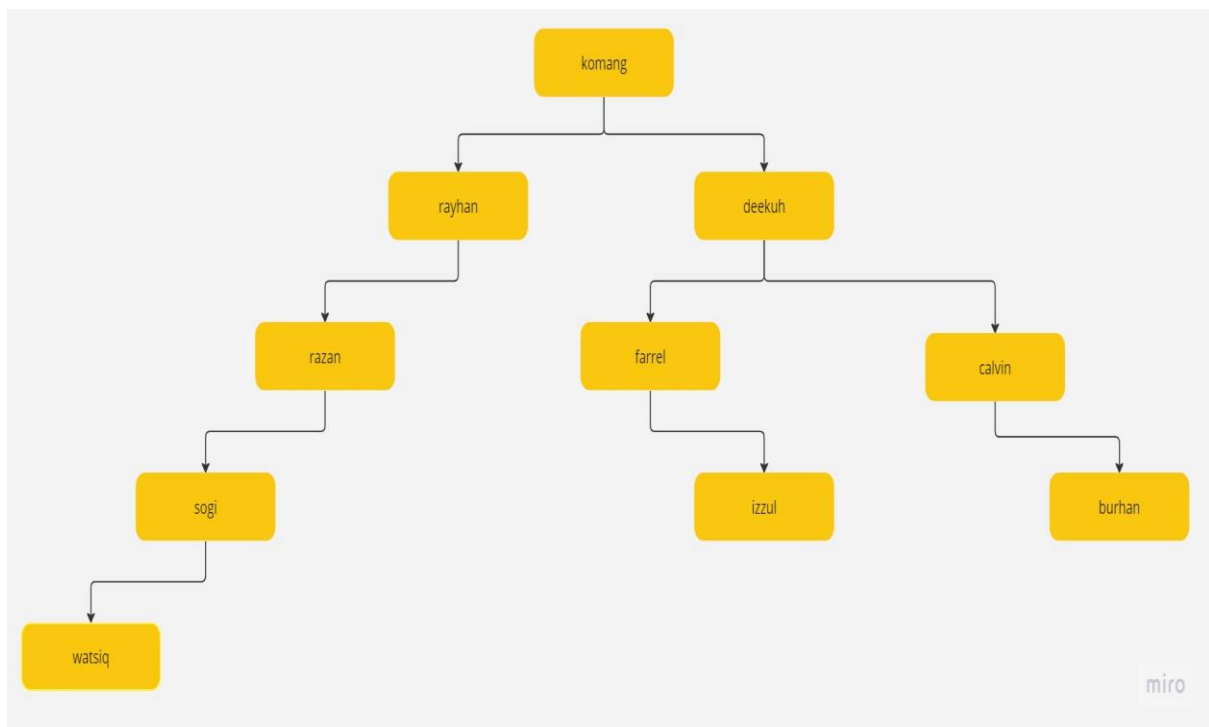 komang
rayhan
deekuh
razan
farrel
calvin
sogi
izzul
burhan
watsiq
miro